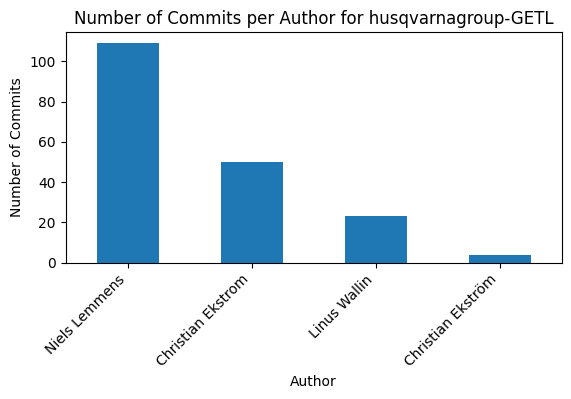 Number of Commits per Author for husqvarnagroup-GETL
Number of Commits
100
80
60
40
20
0
Niels Lemmens
Christian Ekstrom
Linus Wallin
Christian Ekström
Author